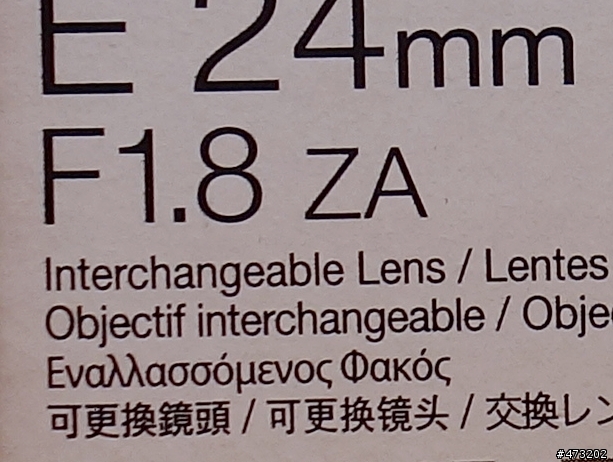 E 24mm
F1.8 ZA
Interchangeable Lens / Lentes
Objectif interchangeable / Obje
Εναλλασσόμενος Φακός
可更換鏡頭 / 可更换镜头 / 交換レン
#473202